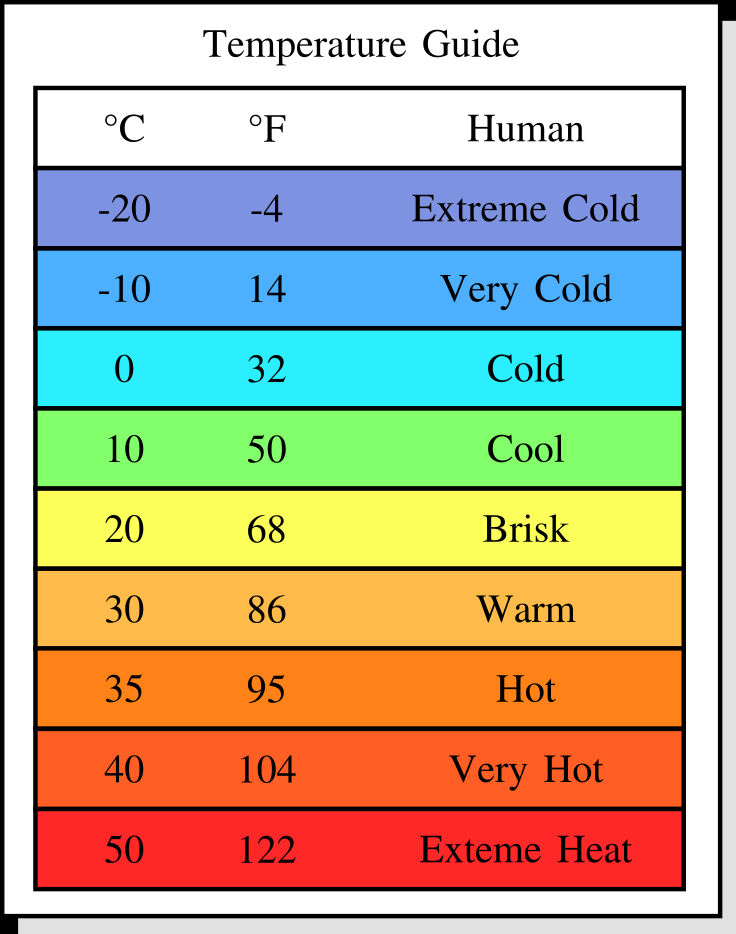 Temperature Guide
°C °F Human
-20 -4 Extreme Cold
-10 14 Very Cold
0 32 Cold
10 50 Cool
20 68 Brisk
30 86 Warm
35 95 Hot
40 104 Very Hot
50 122 Exteme Heat